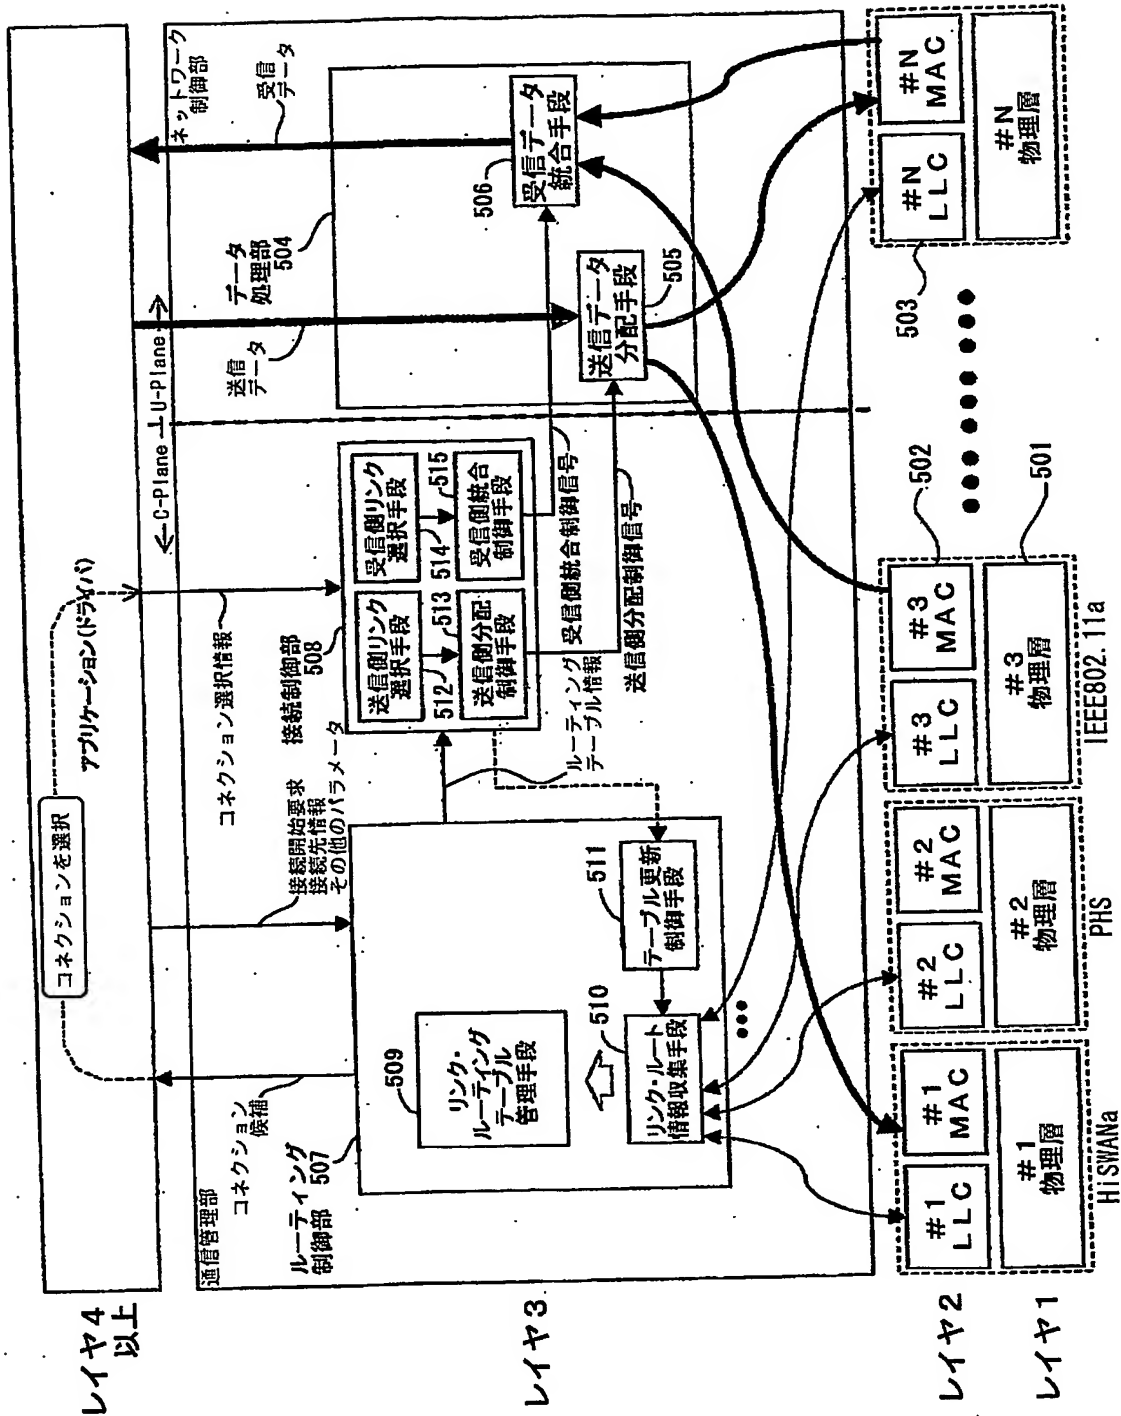 レイヤ4
以上
コネクションを選択
アプリケーション(ドライバ)
レイヤ3
通信管理部
コネクション
候補
接続開始要求
接続先情報
その他のパラメータ
コネクション選択情報
C-Plane
U-Plane
送信
データ
受信
データ
ネットワーク
制御部
ルーティング
制御部 507
509
リンク・
ルーティング
テーブル
管理手段
510
リンク・ルート
情報収集手段
511
テーブル更新
制御手段
ルーティング
テーブル情報
接続制御部
508
送信側リンク
選択手段
512
513
送信側分配
制御手段
受信側リンク
選択手段
514
515
受信側統合
制御手段
受信側統合制御信号
送信側分配制御信号
データ
処理部
504
送信データ
分配手段
505
506
受信データ
統合手段
レイヤ2
#1
LLC
#1
MAC
#2
LLC
#2
MAC
#3
LLC
#3
MAC
502
503
#N
LLC
#N
MAC
レイヤ1
#1
物理層
#2
物理層
#3
物理層
501
#N
物理層
HiSWANa
PHS
IEEE802.11a